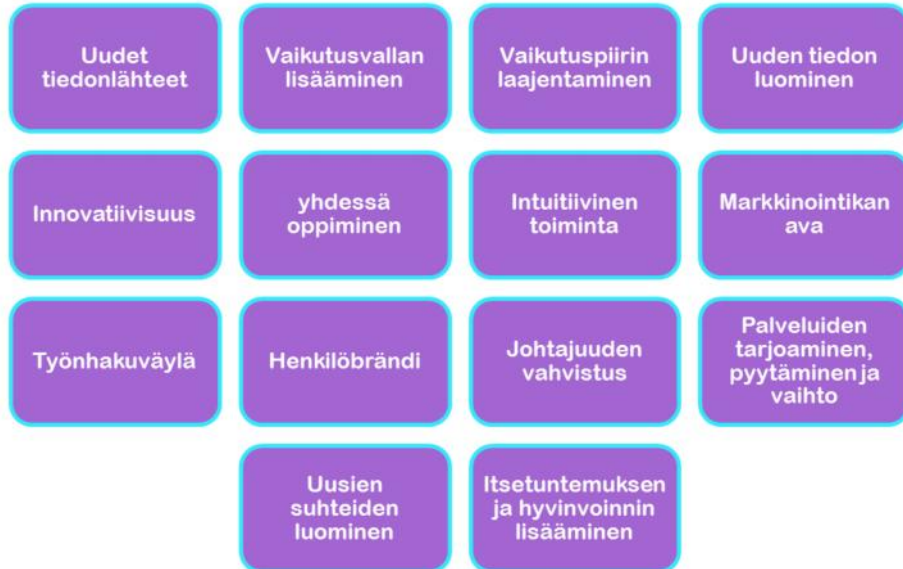 Uudet
tiedonlähteet
Vaikutusvallan
lisääminen
Vaikutuspiirin
laajentaminen
Uuden tiedon
luominen
Innovatiivisuus
yhdessä
oppiminen
Intuitiivinen
toiminta
Markkinointikan
ava
Työnhakuväylä
Henkilöbrändi
Johtajuuden
vahvistus
Palveluiden
tarjoaminen,
pyytäminen ja
vaihto
Uusien
suhteiden
luominen
Itsetuntemuksen
ja hyvinvoinnin
lisääminen